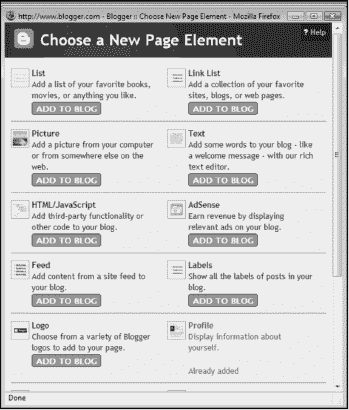 http://www.blogger.com - Blogger :: Choose New Page Element - Mozilla Firefox
Choose a New Page Element
? Help
List
Add a list of your favorite books,
movies, or anything you like.
ADD TO BLOG
Link List
Add a collection of your favorite
sites, blogs, or web pages.
ADD TO BLOG
Picture
Add a picture from your computer
or from somewhere else on the
web.
ADD TO BLOG
Text
Add some words to your blog - like
a welcome message - with our rich
text editor.
ADD TO BLOG
HTML/JavaScript
Add third-party functionality or
other code to your blog.
ADD TO BLOG
AdSense
Earn revenue by displaying
relevant ads on your blog.
ADD TO BLOG
Feed
Add content from a site feed to
your blog.
ADD TO BLOG
Labels
Show all the labels of posts in your
blog.
ADD TO BLOG
Logo
Choose from a variety of Blogger
logos to add to your page.
ADD TO BLOG
Profile
Display information about
yourself.
Already added
Done